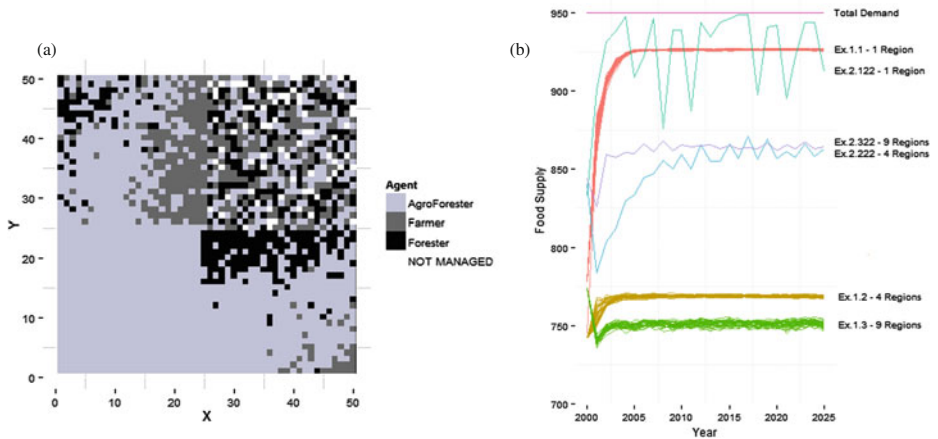 (a)
50
40
30
20
10
0
Y
0 10 20 30 40 50
X
Agent
AgroForester
Farmer
Forester
NOT MANAGED
(b)
950
900
850
800
750
700
Food Supply
2000 2005 2010 2015 2020 2025
Year
Total Demand
Ex.1.1 - 1 Region
Ex.2.122 - 1 Region
Ex.2.322 - 9 Regions
Ex.2.222 - 4 Regions
Ex.1.2 - 4 Regions
Ex.1.3 - 9 Regions